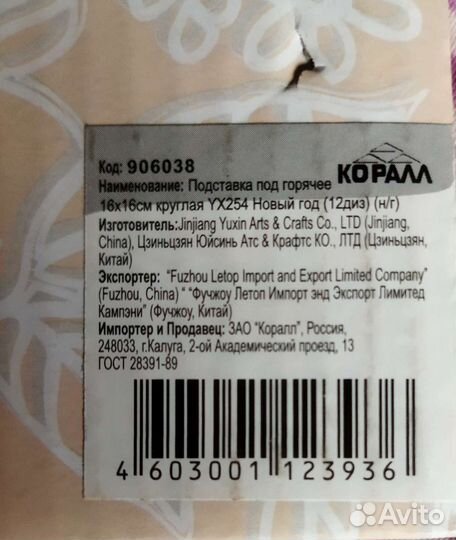 Код: 906038
КОРАЛЛ
Наименование: Подставка под горячее
16х16см круглая YX254 Новый год (12диз) (н/г)
Изготовитель:Jinjiang Yuxin Arts & Crafts Co., LTD (Jinjiang,
China), Цзиньцзян Юйсинь Атс & Крафтс КО., ЛТД (Цзиньцзян,
Китай)
Экспортер: “Fuzhou Letop Import and Export Limited Company”
(Fuzhou, China) “ “Фучжоу Летоп Импорт энд Экспорт Лимитед
Кампэни” (Фучжоу, Китай)
Импортер и Продавец: ЗАО “Коралл”, Россия,
248033, г.Калуга, 2-ой Академический проезд, 13
ГОСТ 28391-89
4 603001 123936
Avito